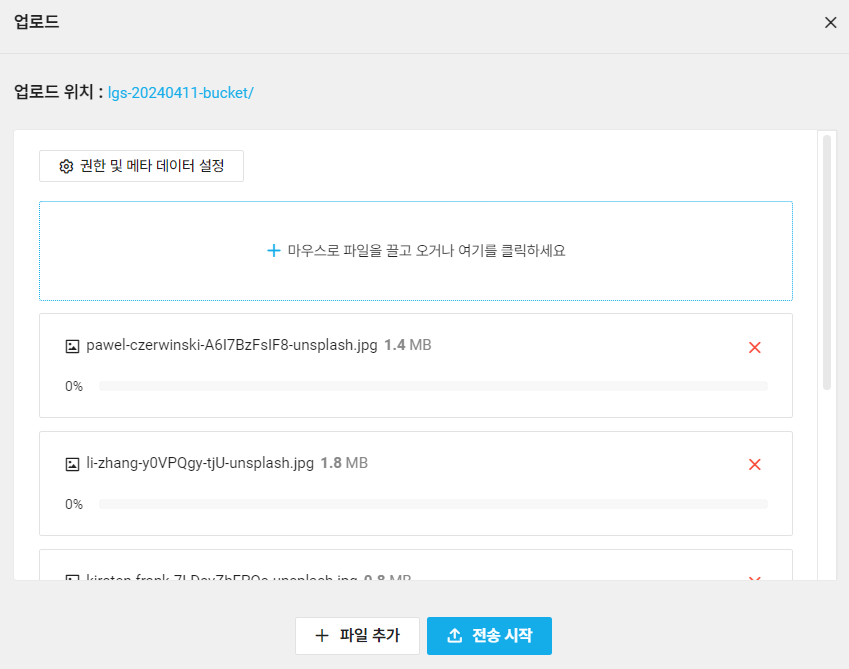 업로드
업로드 위치 : lgs-20240411-bucket/
권한 및 메타 데이터 설정
마우스로 파일을 끌고 오거나 여기를 클릭하세요
pawel-czerwinski-A6I7BzFsIF8-unsplash.jpg 1.4 MB
0%
li-zhang-y0VPQgy-tjU-unsplash.jpg 1.8 MB
0%
0.8 MB
파일 추가
전송 시작